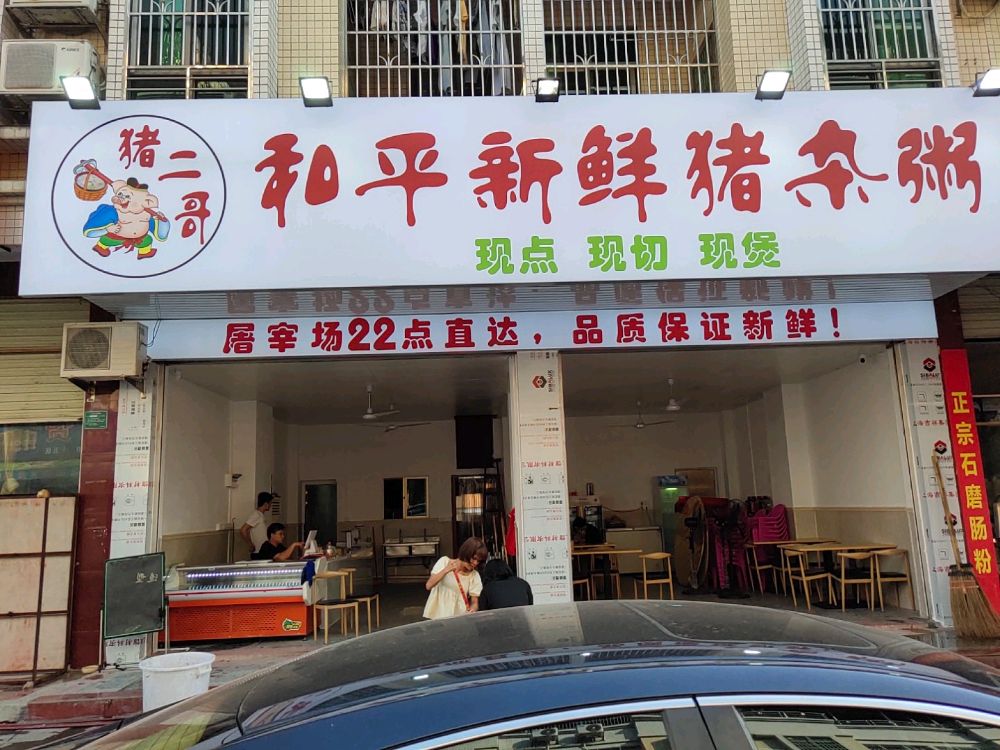 猪二哥
和平新鲜猪杂粥
现点 现切 现煲
屠宰场22点直达，品质保证新鲜！
正宗石磨肠粉